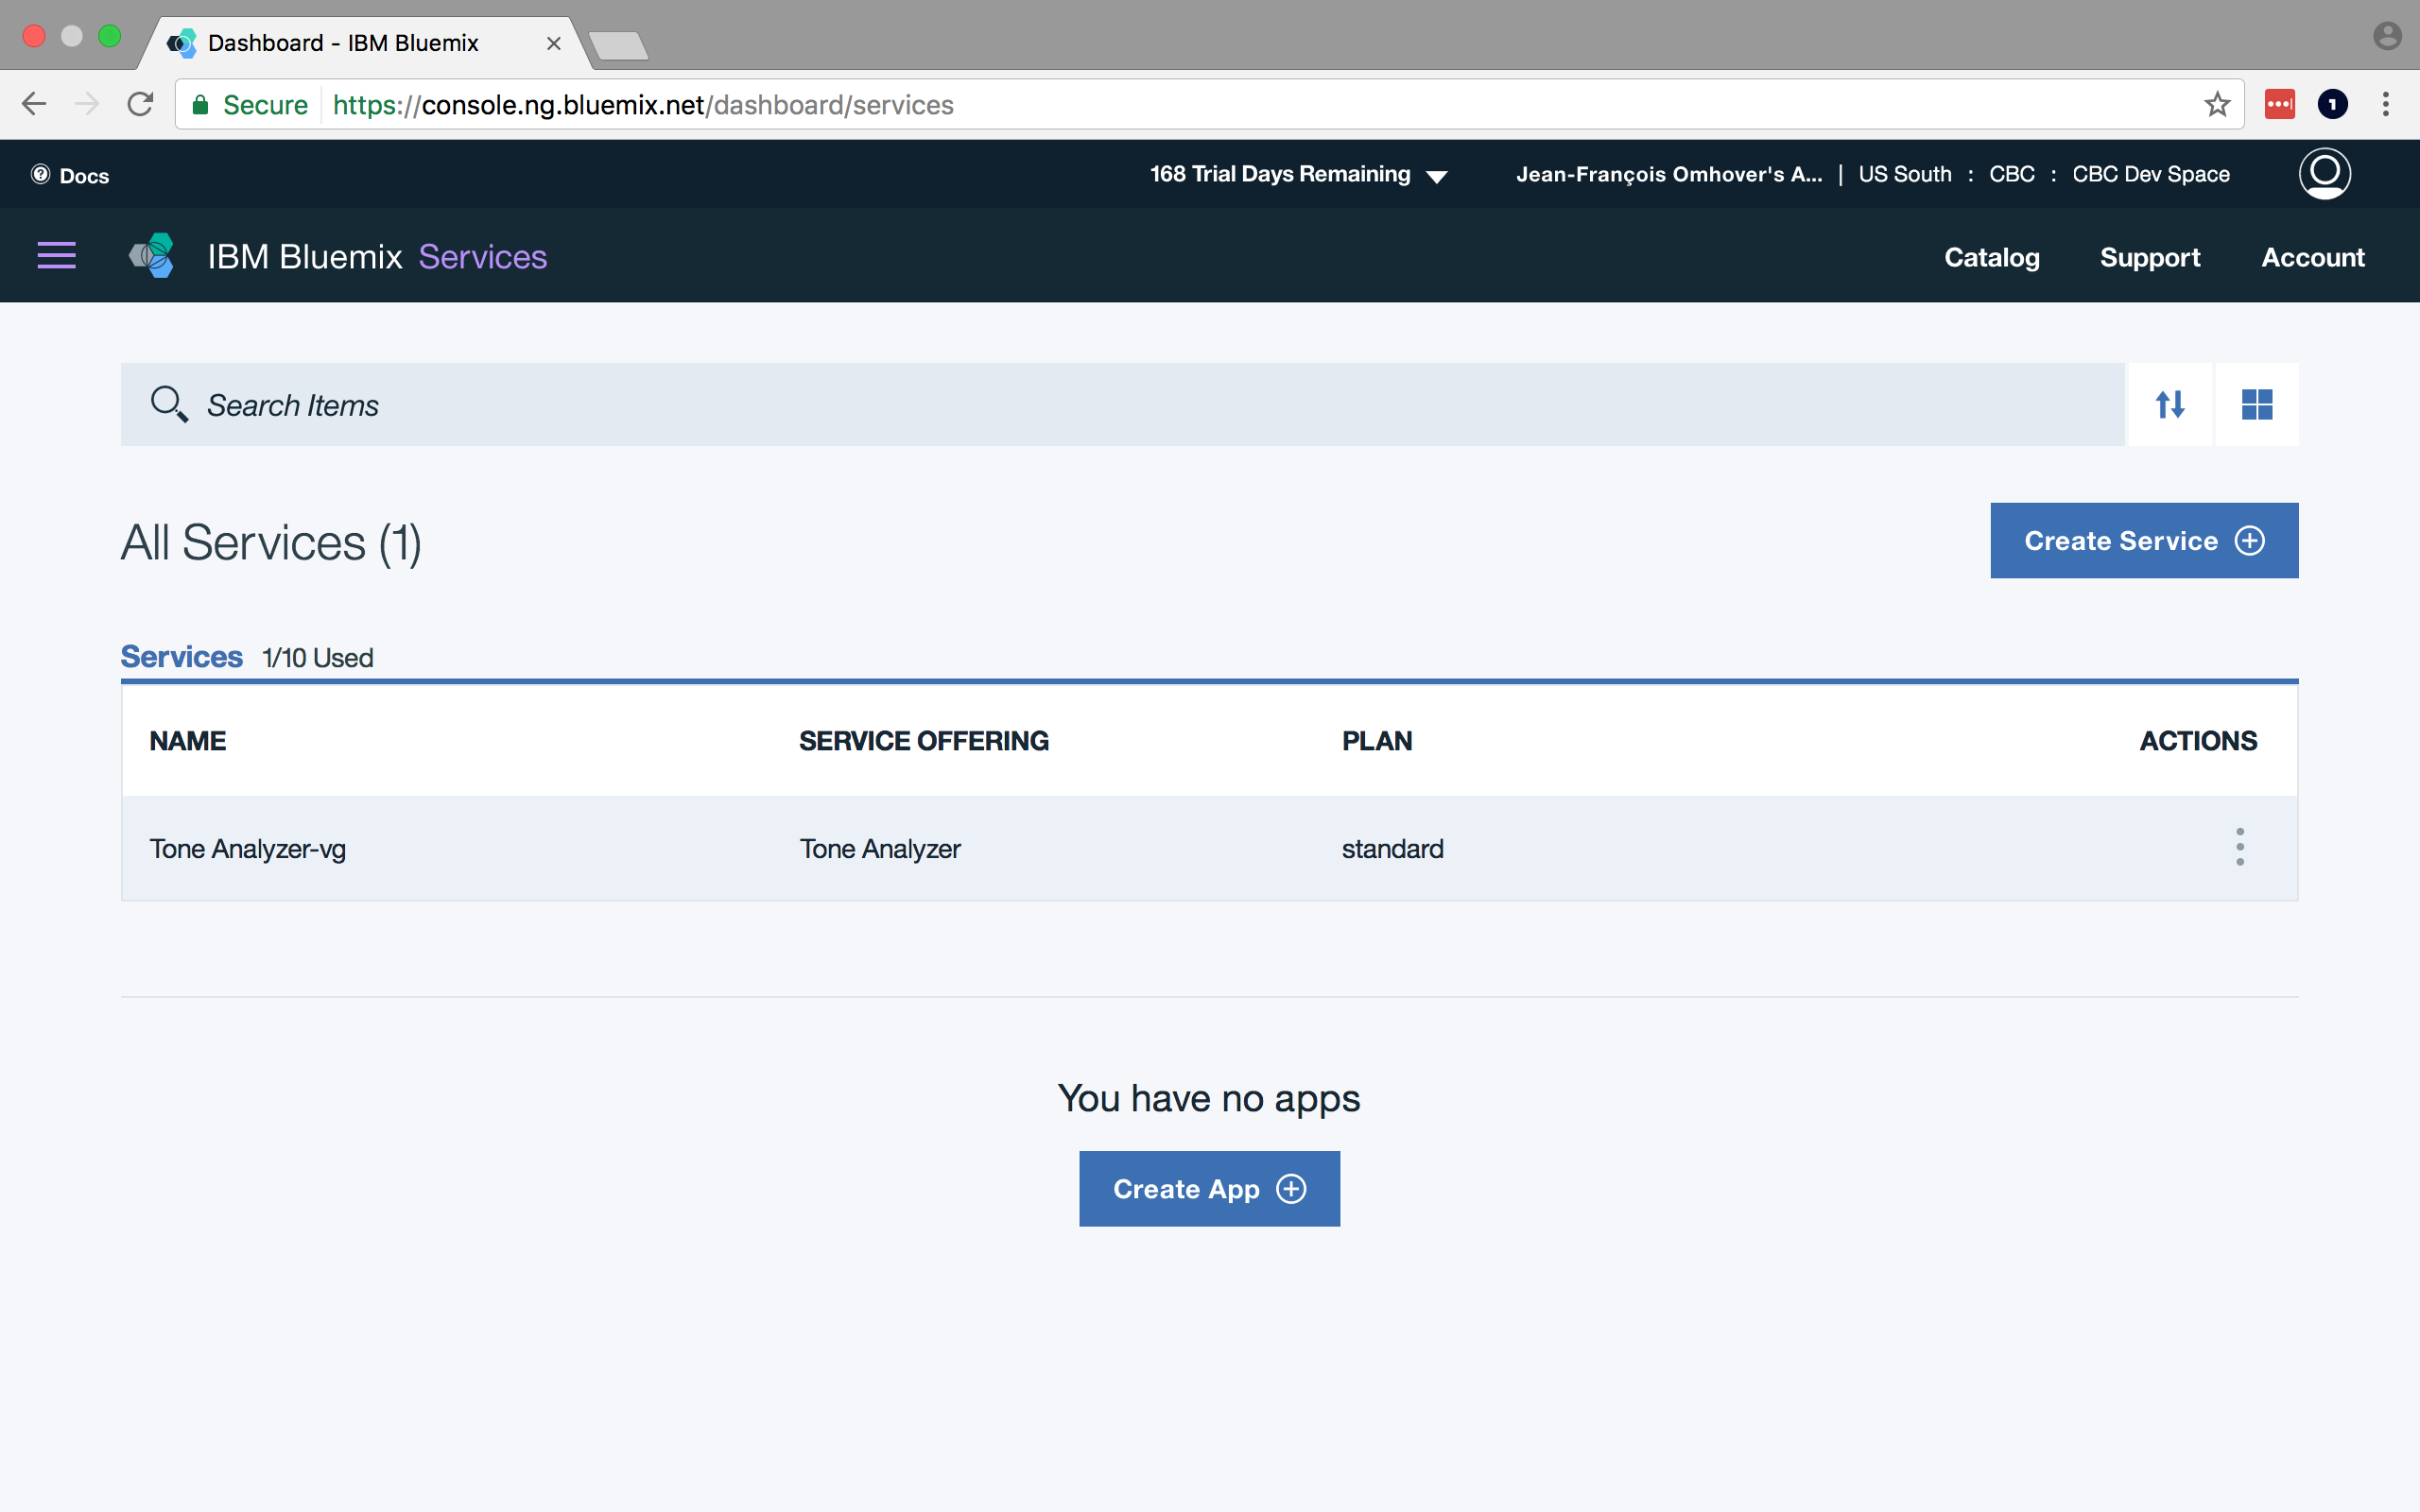 Dashboard - IBM Bluemix
Secure https://console.ng.bluemix.net/dashboard/services
Docs 168 Trial Days Remaining Jean-François Omhover's A... | US South : CBC : CBC Dev Space
IBM Bluemix Services Catalog Support Account
Search Items
All Services (1) Create Service
Services 1/10 Used
NAME SERVICE OFFERING PLAN ACTIONS
Tone Analyzer-vg Tone Analyzer standard
You have no apps
Create App